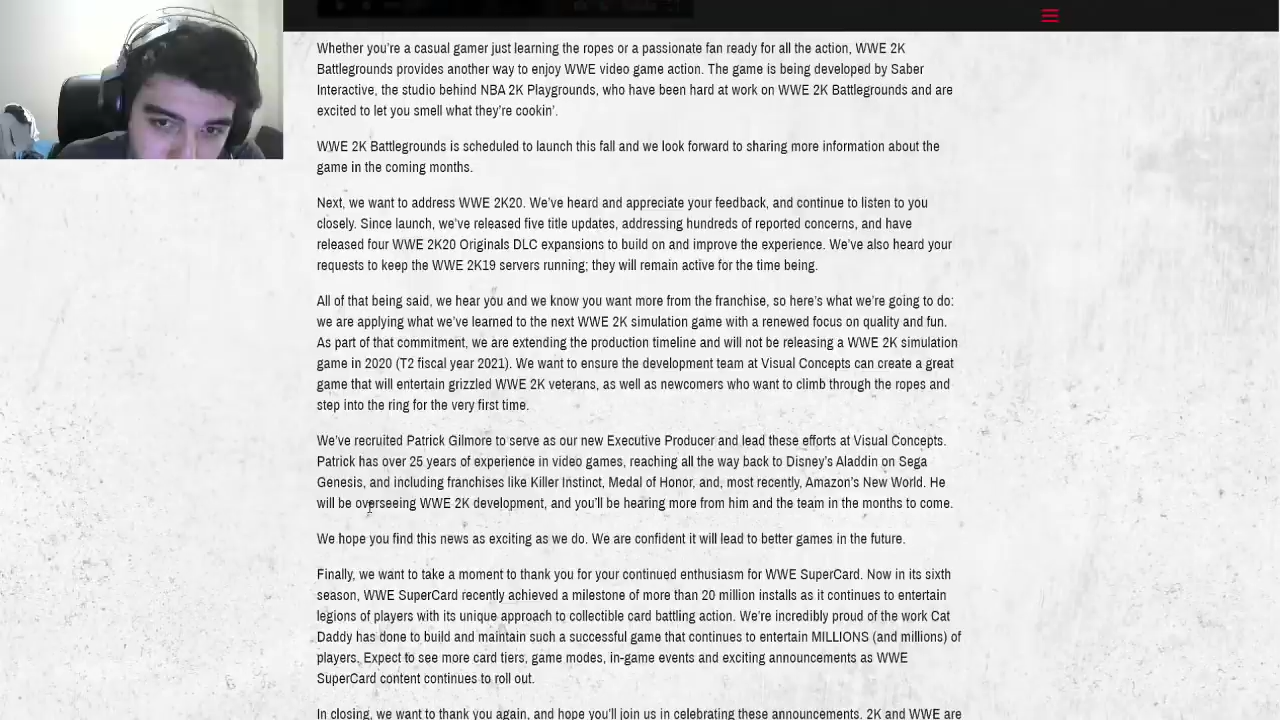 Whether you're a casual gamer just learning the ropes or a passionate fan ready for all the action, WWE 2K
Battlegrounds provides another way to enjoy WWE video game action. The game is being developed by Saber
Interactive, the studio behind NBA 2K Playgrounds, who have been hard at work on WWE 2K Battlegrounds and are
excited to let you smell what they're cookin'.
WWE 2K Battlegrounds is scheduled to launch this fall and we look forward to sharing more information about the
game in the coming months.
Next, we want to address WWE 2K20. We've heard and appreciate your feedback, and continue to listen to you
closely. Since launch, we've released five title updates, addressing hundreds of reported concerns, and have
released four WWE 2K20 Originals DLC expansions to build on and improve the experience. We've also heard your
requests to keep the WWE 2K19 servers running; they will remain active for the time being.
All of that being said, we hear you and we know you want more from the franchise, so here's what we're going to do:
we are applying what we've learned to the next WWE 2K simulation game with a renewed focus on quality and fun.
As part of that commitment, we are extending the production timeline and will not be releasing a WWE 2K simulation
game in 2020 (T2 fiscal year 2021). We want to ensure the development team at Visual Concepts can create a great
game that will entertain grizzled WWE 2K veterans, as well as newcomers who want to climb through the ropes and
step into the ring for the very first time.
We've recruited Patrick Gilmore to serve as our new Executive Producer and lead these efforts at Visual Concepts.
Patrick has over 25 years of experience in video games, reaching all the way back to Disney's Aladdin on Sega
Genesis, and including franchises like Killer Instinct, Medal of Honor, and, most recently, Amazon's New World. He
will be overseeing WWE 2K development, and you'll be hearing more from him and the team in the months to come.
We hope you find this news as exciting as we do. We are confident it will lead to better games in the future.
Finally, we want to take a moment to thank you for your continued enthusiasm for WWE SuperCard. Now in its sixth
season, WWE SuperCard recently achieved a milestone of more than 20 million installs as it continues to entertain
legions of players with its unique approach to collectible card battling action. We're incredibly proud of the work Cat
Daddy has done to build and maintain such a successful game that continues to entertain MILLIONS (and millions) of
players. Expect to see more card tiers, game modes, in-game events and exciting announcements as WWE
SuperCard content continues to roll out.
In closing, we want to thank you again, and hope you'll join us in celebrating these announcements. 2K and WWE are